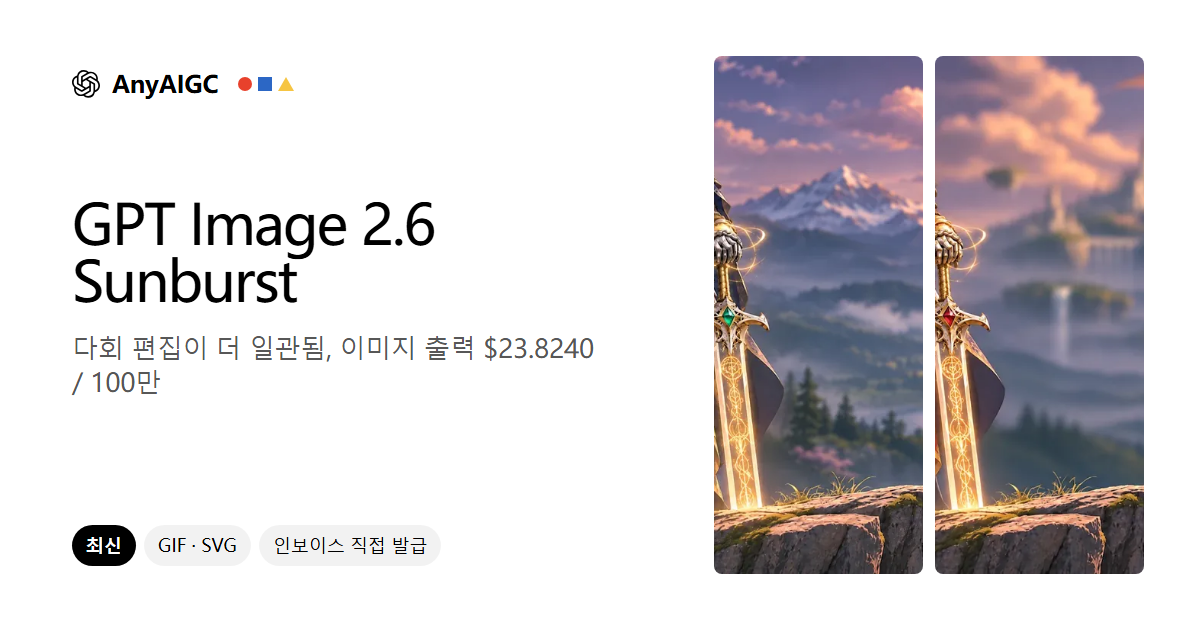 AnyAIGC
GPT Image 2.6
Sunburst
다회 편집이 더 일관됨, 이미지 출력 $23.8240
/ 100만
최신
GIF · SVG
인보이스 직접 발급